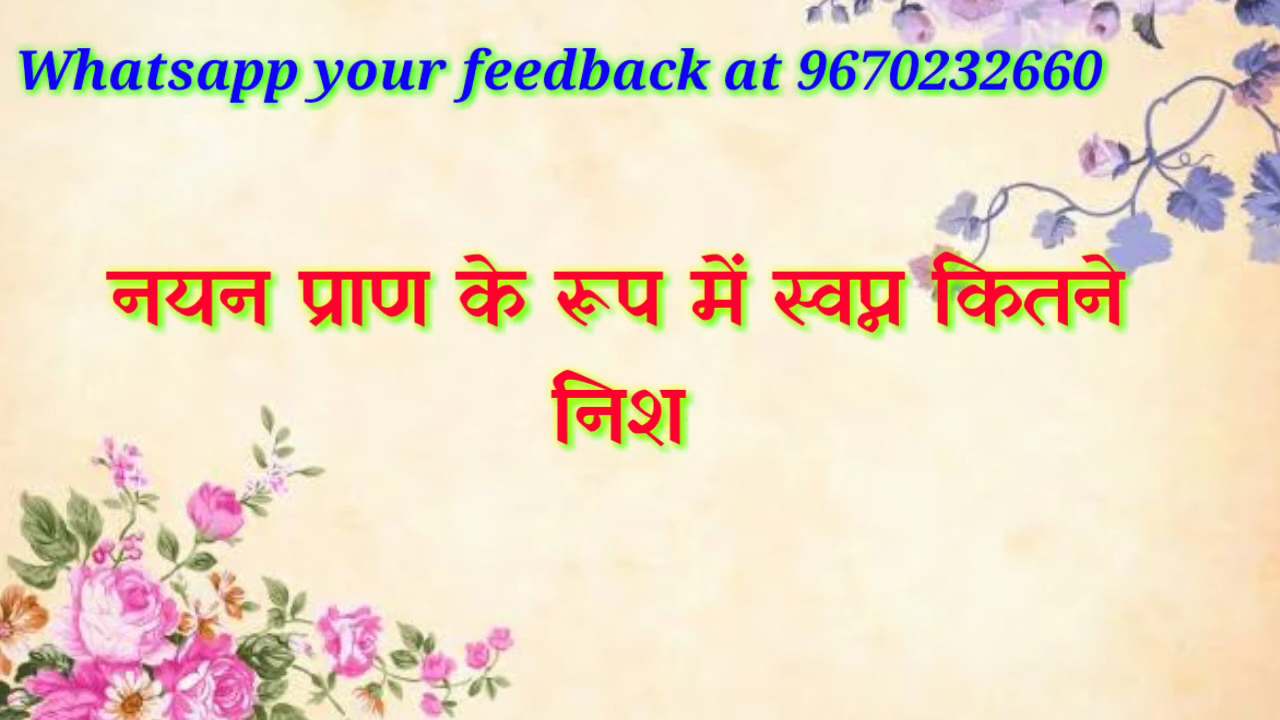 Whatsapp your feedback at 9670232660
नयन प्राण के रूप में स्वप्न कितने
निश